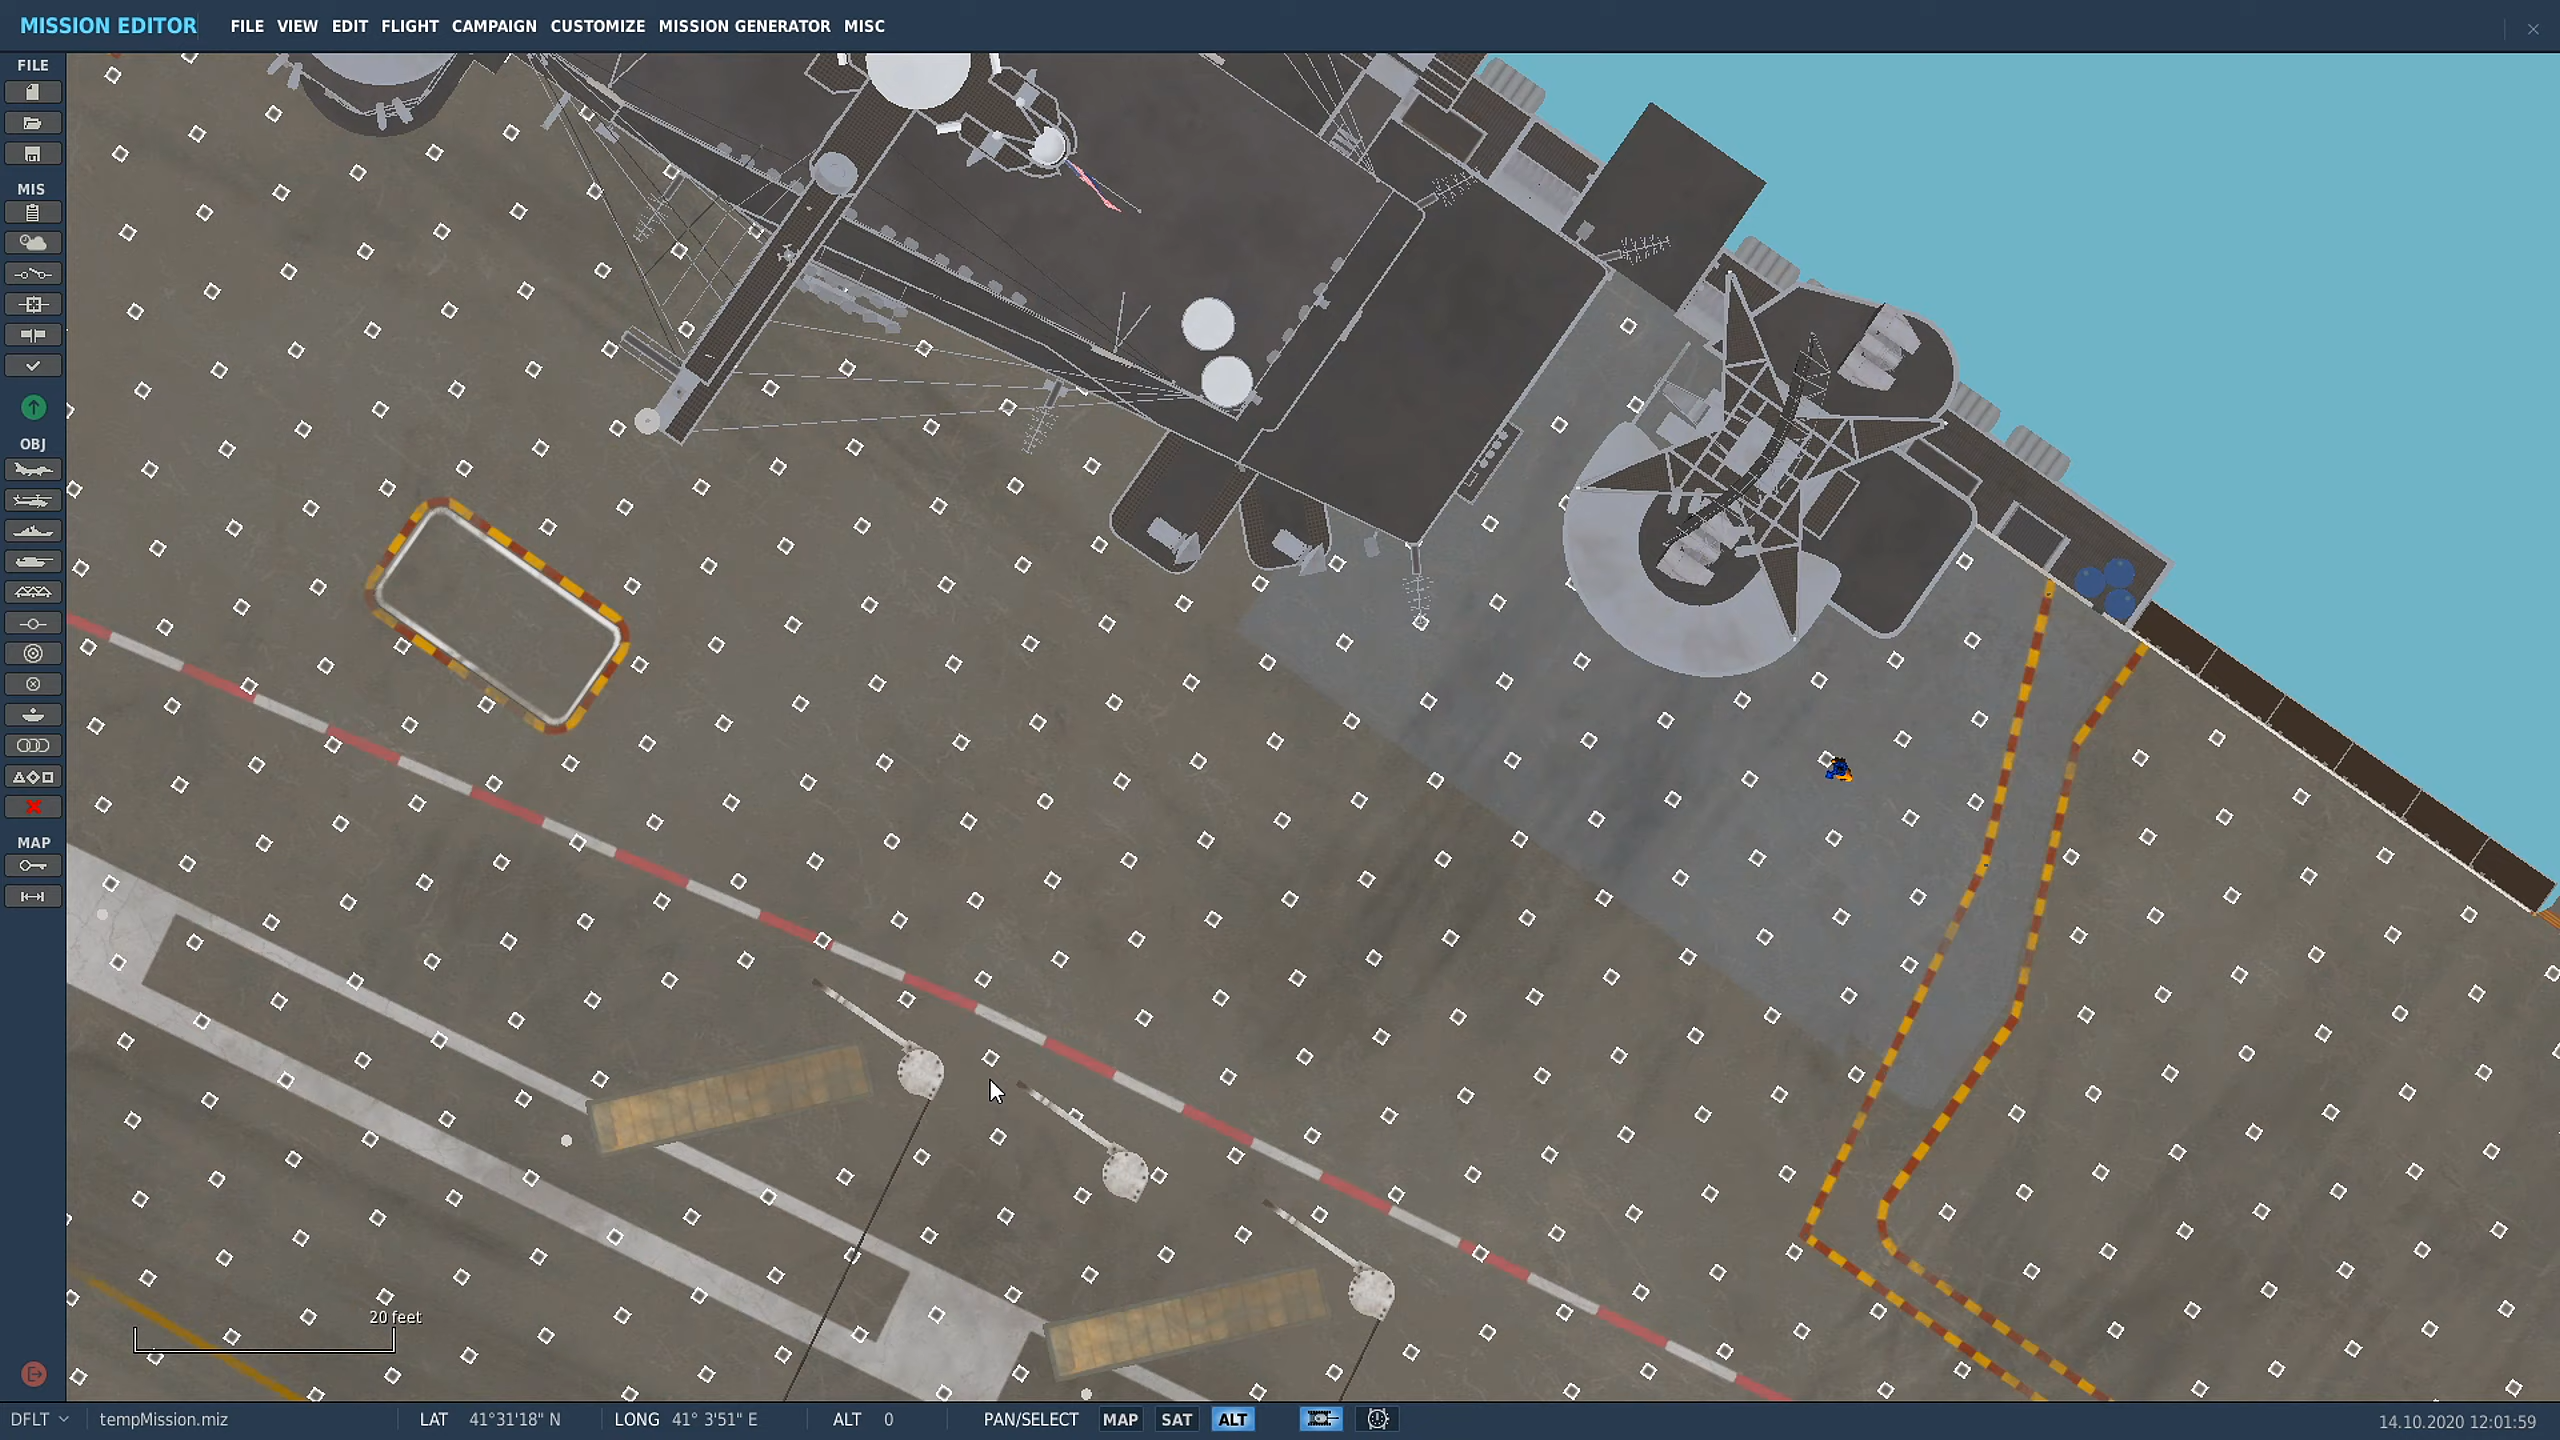 MISSION EDITOR FILE VIEW EDIT FLIGHT CAMPAIGN CUSTOMIZE MISSION GENERATOR MISC
FILE
MIS
OBJ
MAP
20 feet
DFLT tempMission.miz LAT 41°31'18" N LONG 41° 3'51" E ALT 0 PAN/SELECT MAP SAT ALT 14.10.2020 12:01:59